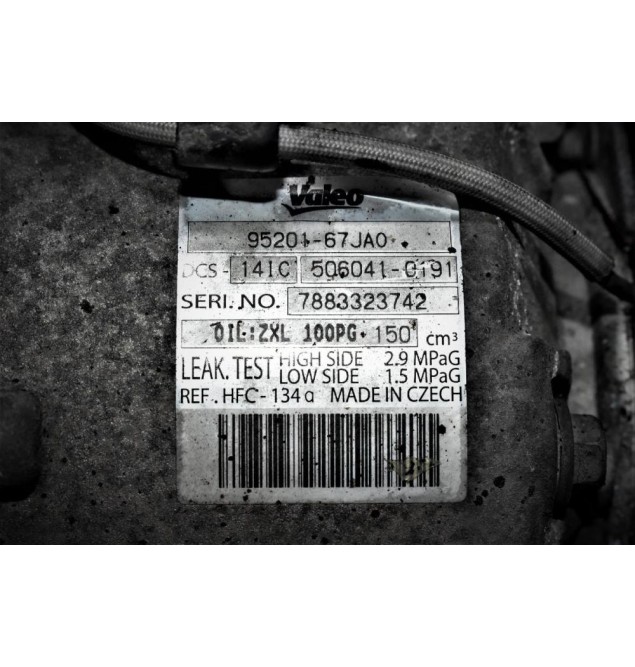 Valeo
95201-67JA0
DCS - 141C 506041-0191
SERI. NO. 7883323742
OIL:ZXL 100PG 150 cm³
LEAK. TEST HIGH SIDE 2.9 MPaG
LOW SIDE 1.5 MPaG
REF. HFC-134a MADE IN CZECH